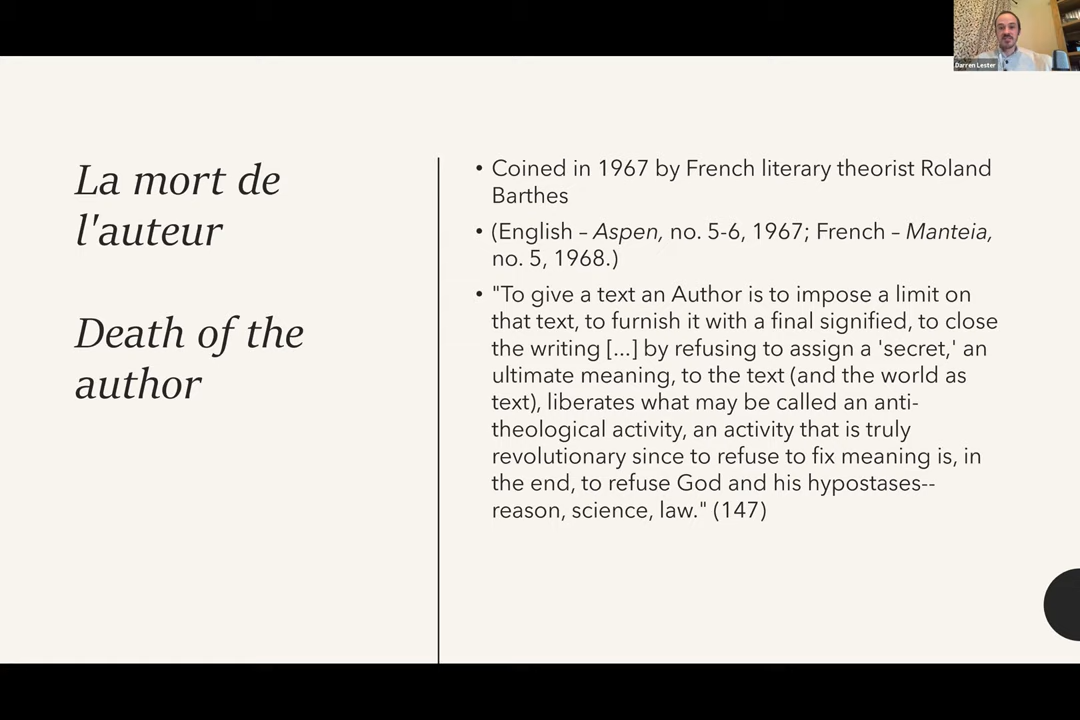 Darren Lester
La mort de
l'auteur
Death of the
author
• Coined in 1967 by French literary theorist Roland
Barthes
• (English – Aspen, no. 5-6, 1967; French – Manteia,
no. 5, 1968.)
• "To give a text an Author is to impose a limit on
that text, to furnish it with a final signified, to close
the writing [...] by refusing to assign a 'secret,' an
ultimate meaning, to the text (and the world as
text), liberates what may be called an anti-
theological activity, an activity that is truly
revolutionary since to refuse to fix meaning is, in
the end, to refuse God and his hypostases--
reason, science, law." (147)